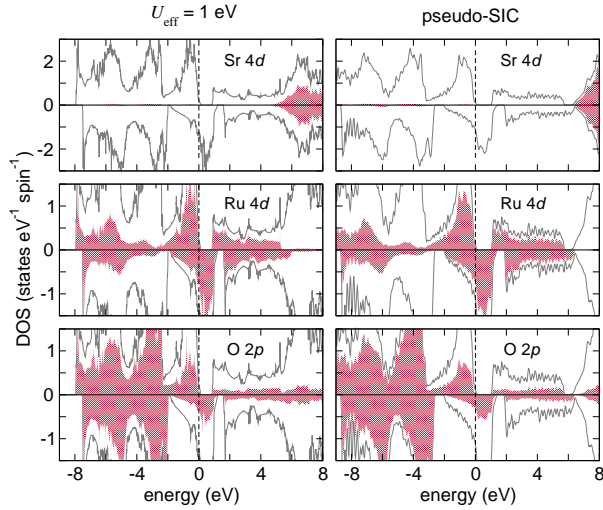 U_eff = 1 eV
pseudo-SIC
Sr 4d
Sr 4d
2
0
-2
Ru 4d
Ru 4d
1
0
-1
O 2p
O 2p
1
0
-1
DOS (states eV⁻¹ spin⁻¹)
-8 -4 0 4 8
-8 -4 0 4 8
energy (eV)
energy (eV)